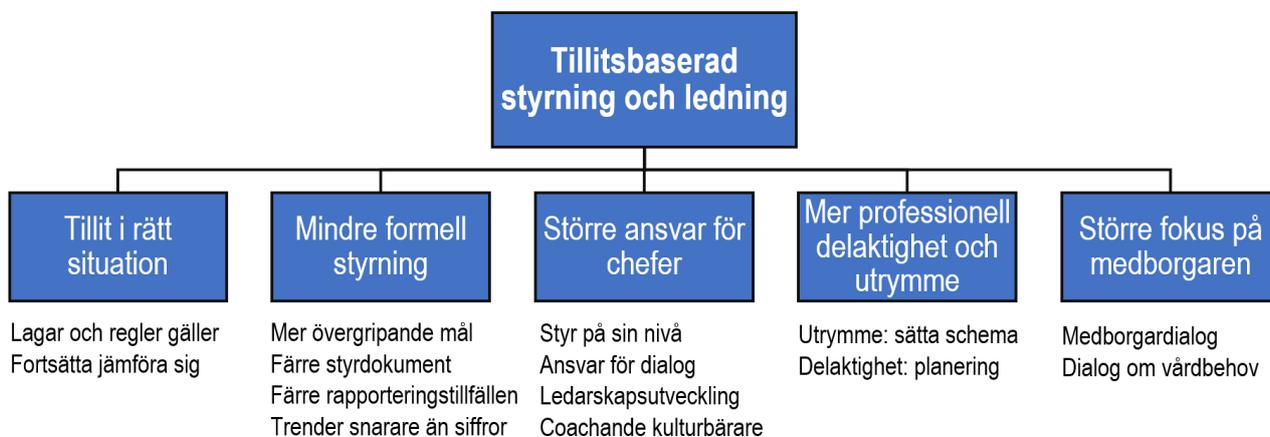 Tillitsbaserad
styrning och ledning
Tillit i rätt
situation
Lagar och regler gäller
Fortsätta jämföra sig
Mindre formell
styrning
Mer övergripande mål
Färre styrdokument
Färre rapporteringstillfällen
Trender snarare än siffror
Större ansvar för
chefer
Styr på sin nivå
Ansvar för dialog
Ledarskapsutveckling
Coachande kulturbärare
Mer professionell
delaktighet och
utrymme
Utrymme: sätta schema
Delaktighet: planering
Större fokus på
medborgaren
Medborgardialog
Dialog om vårdbehov